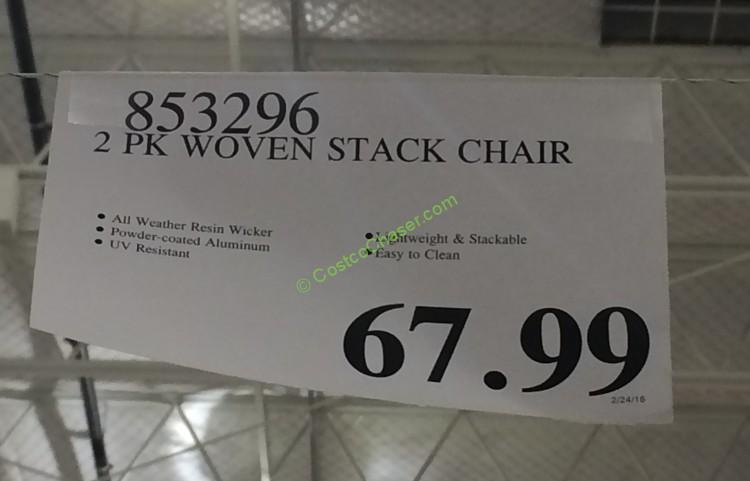 853296
2 PK WOVEN STACK CHAIR
• All Weather Resin Wicker
• Powder-coated Aluminum
• UV Resistant
• Lightweight & Stackable
• Easy to Clean
© CostcoChaser.com
67.99
2/24/16